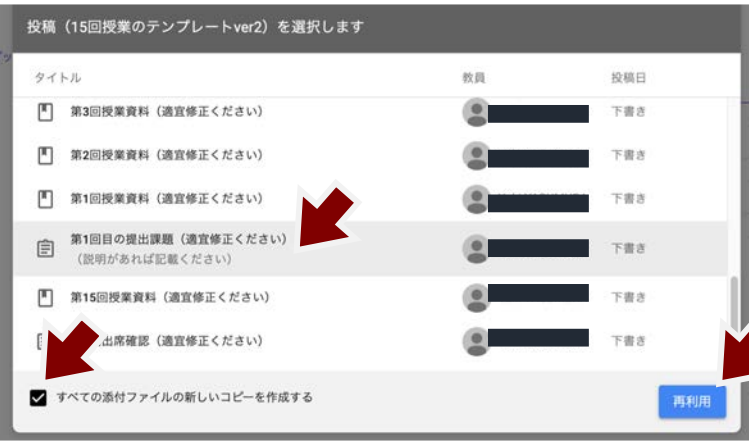 投稿（15回授業のテンプレートver2）を選択します
タイトル 教員 投稿日
第3回授業資料（適宜修正ください） 下書き
第2回授業資料（適宜修正ください） 下書き
第1回授業資料（適宜修正ください） 下書き
第1回目の提出課題（適宜修正ください） 下書き
（説明があれば記載ください）
第15回授業資料（適宜修正ください） 下書き
出席確認（適宜修正ください） 下書き
すべての添付ファイルの新しいコピーを作成する 再利用